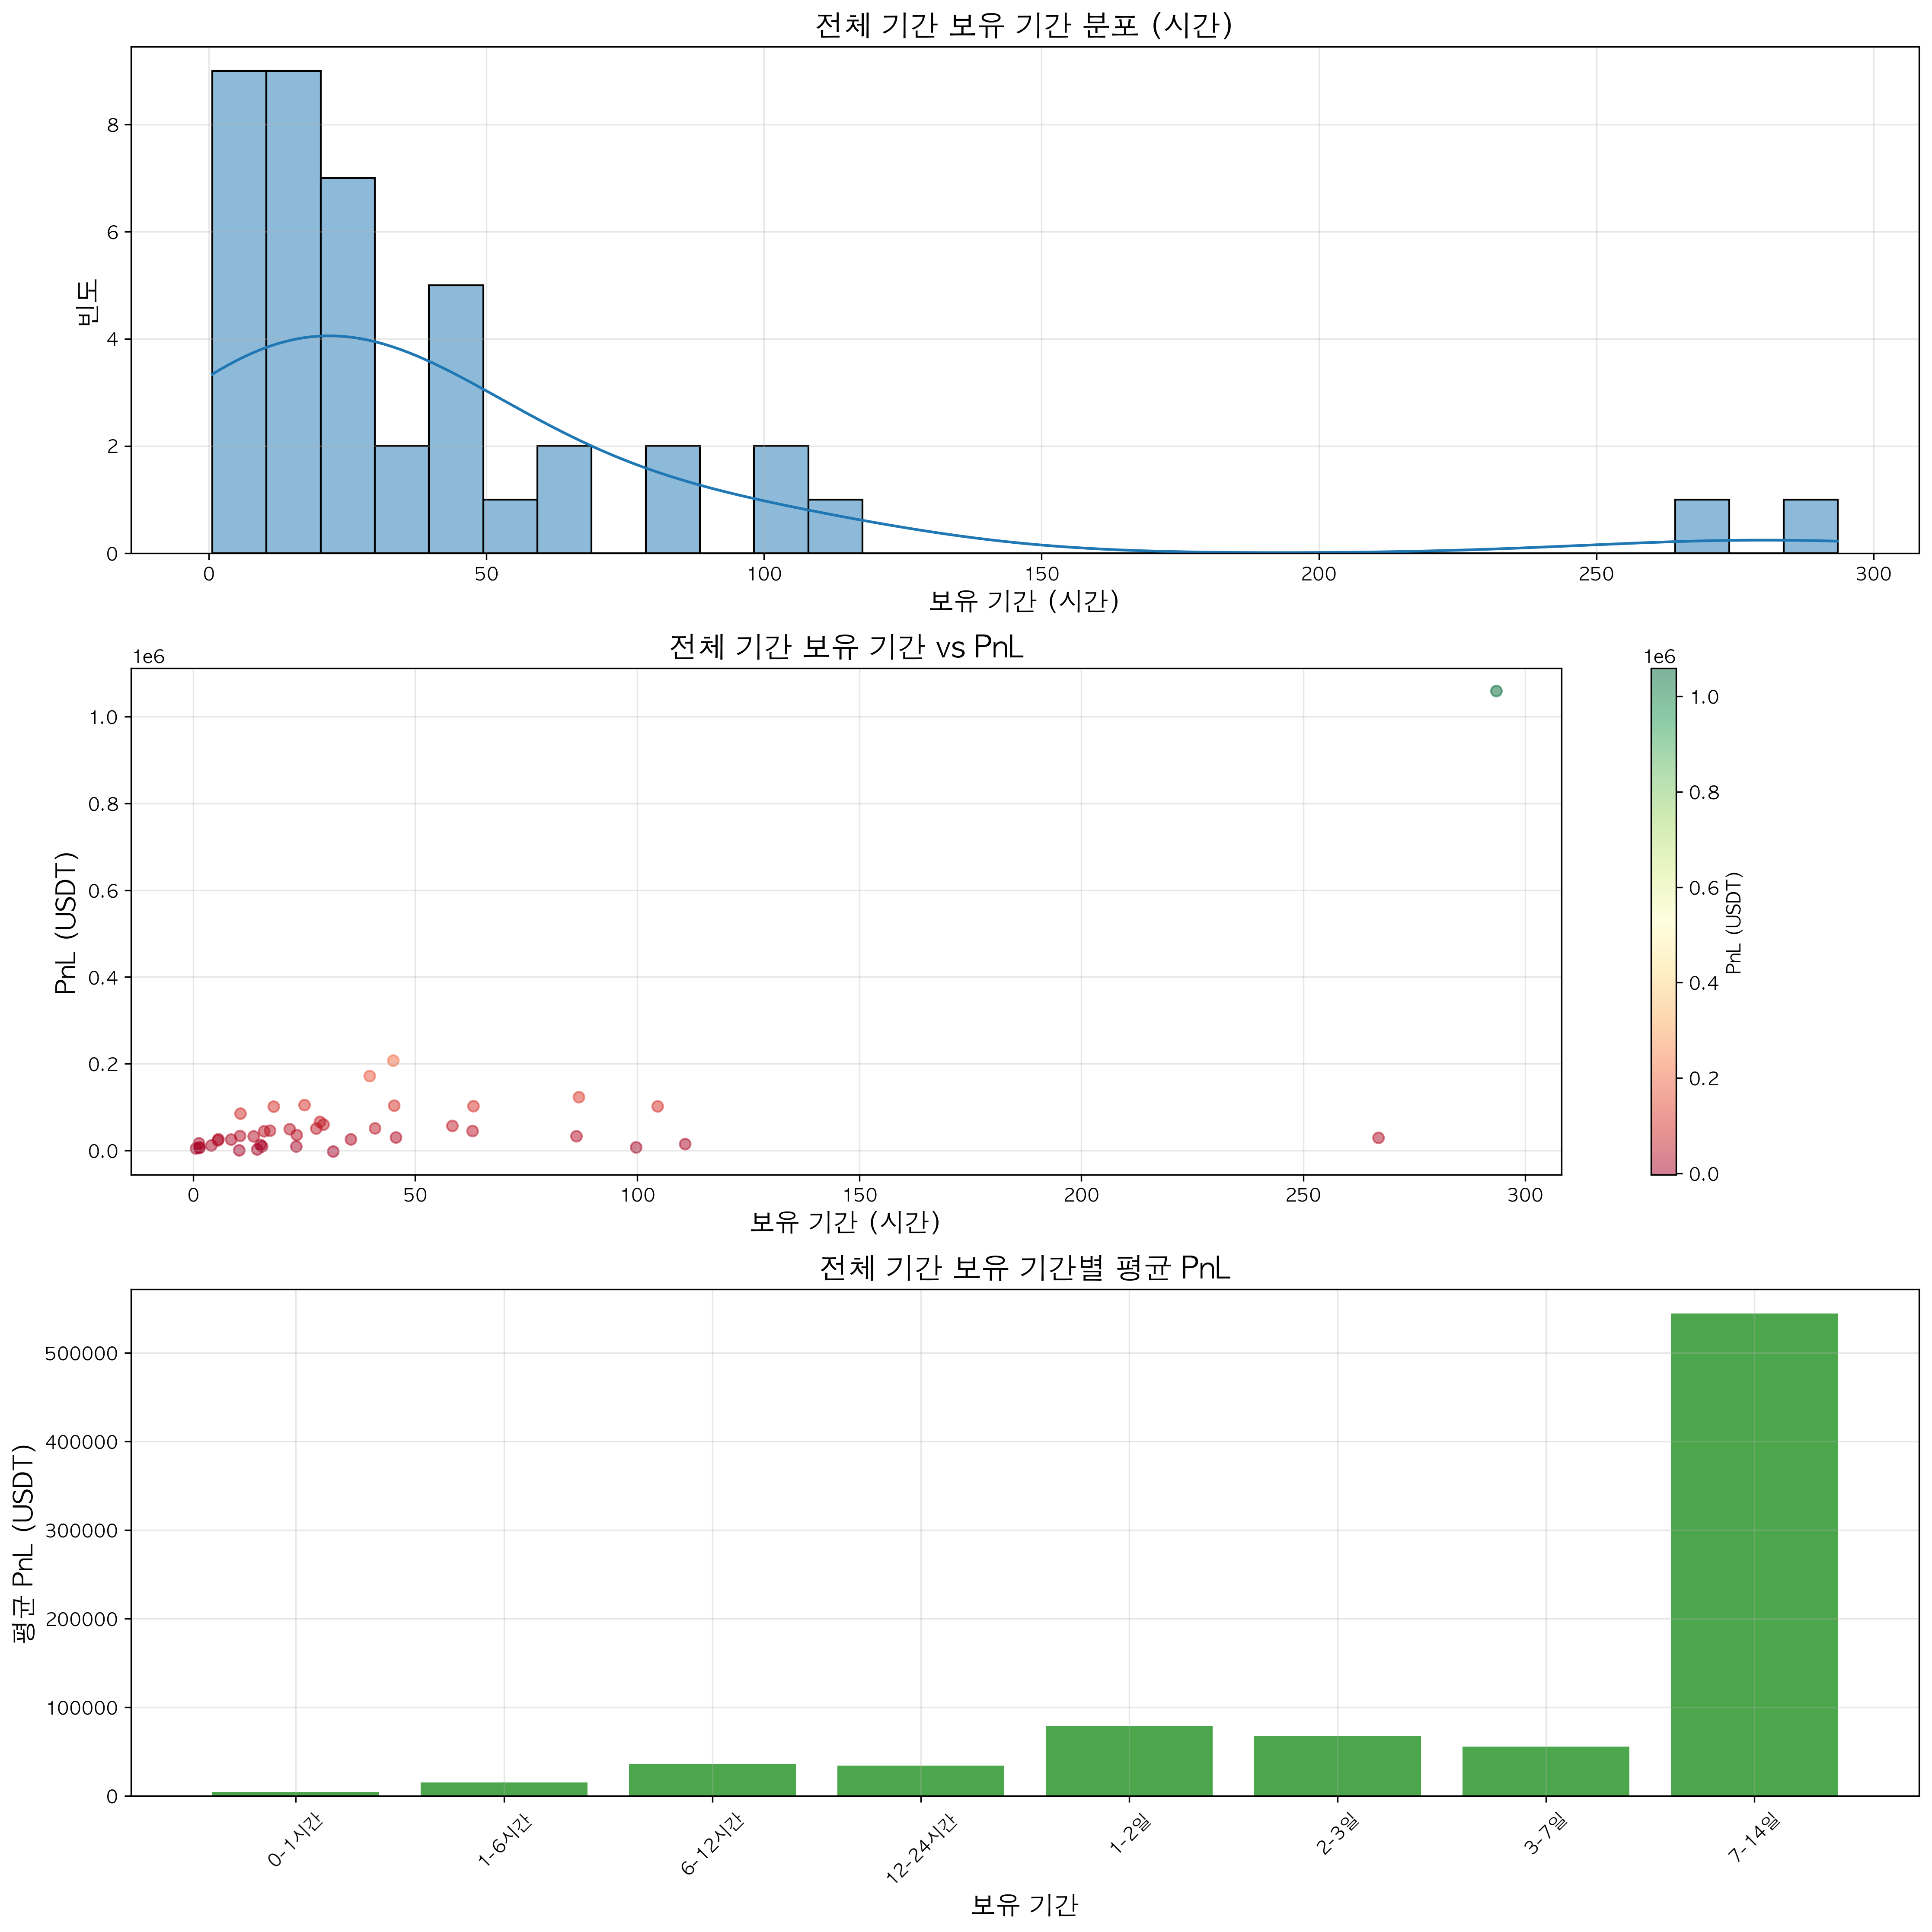 전체 기간 보유 기간 분포 (시간)
빈도
8
6
4
2
0
0 50 100 150 200 250 300
보유 기간 (시간)
전체 기간 보유 기간 vs PnL
1e6
PnL (USDT)
1.0
0.8
0.6
0.4
0.2
0.0
0 50 100 150 200 250 300
보유 기간 (시간)
1e6
1.0
0.8
0.6
0.4
0.2
0.0
PnL (USDT)
전체 기간 보유 기간별 평균 PnL
평균 PnL (USDT)
500000
400000
300000
200000
100000
0
0-1시간 1-6시간 6-12시간 12-24시간 1-2일 2-3일 3-7일 7-14일
보유 기간